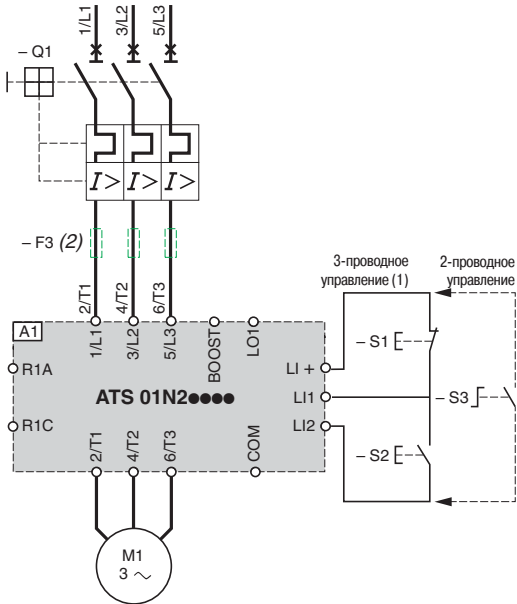 1/L1
3/L2
5/L3
– Q1
I>
I>
I>
– F3 (2)
2/T1
4/T2
6/T3
3-проводное
управление (1)
2-проводное
управление
A1
1/L1
3/L2
5/L3
BOOST
LO1
R1A
R1C
ATS 01N2●●●●
LI +
LI1
LI2
– S1
– S3
– S2
2/T1
4/T2
6/T3
COM
M1
3 ~